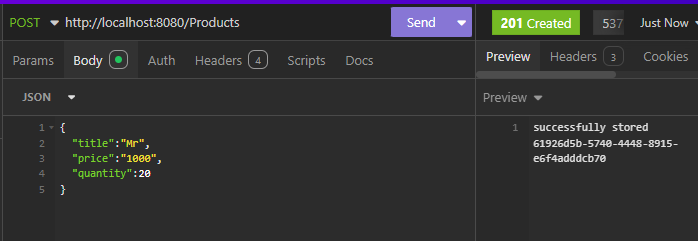 POST http://localhost:8080/Products Send
201 Created 537 Just Now
Params Body Auth Headers 4 Scripts Docs
Preview Headers 3 Cookies
JSON
Preview
1 {
2 "title":"Mr",
3 "price":"1000",
4 "quantity":20
5 }
1 successfully stored
61926d5b-5740-4448-8915-
e6f4adddcb70